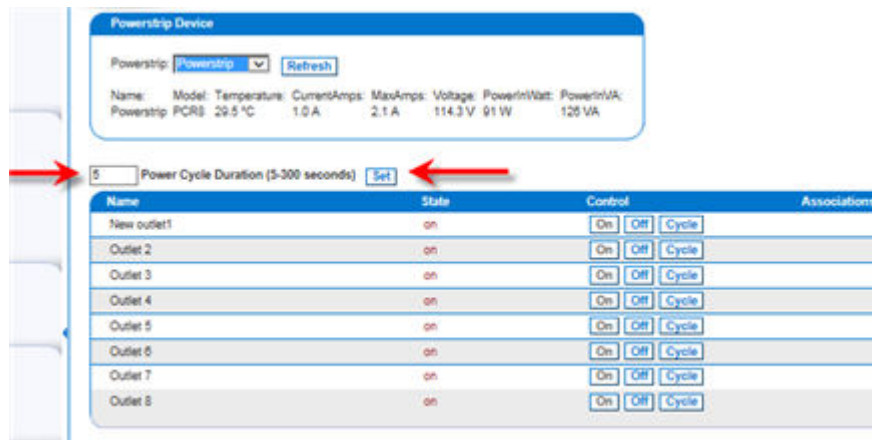 Powerstrip Device
Powerstrip: Powerstrip Refresh
Name: Model: Temperature: CurrentAmps: MaxAmps: Voltage: PowerInWatt: PowerInVA:
Powerstrip PCR8 29.5 °C 1.0 A 2.1 A 114.3 V 91 W 126 VA
5 Power Cycle Duration (5-300 seconds) Set
Name State Control Associations
New outlet1 on On Off Cycle
Outlet 2 on On Off Cycle
Outlet 3 on On Off Cycle
Outlet 4 on On Off Cycle
Outlet 5 on On Off Cycle
Outlet 6 on On Off Cycle
Outlet 7 on On Off Cycle
Outlet 8 on On Off Cycle